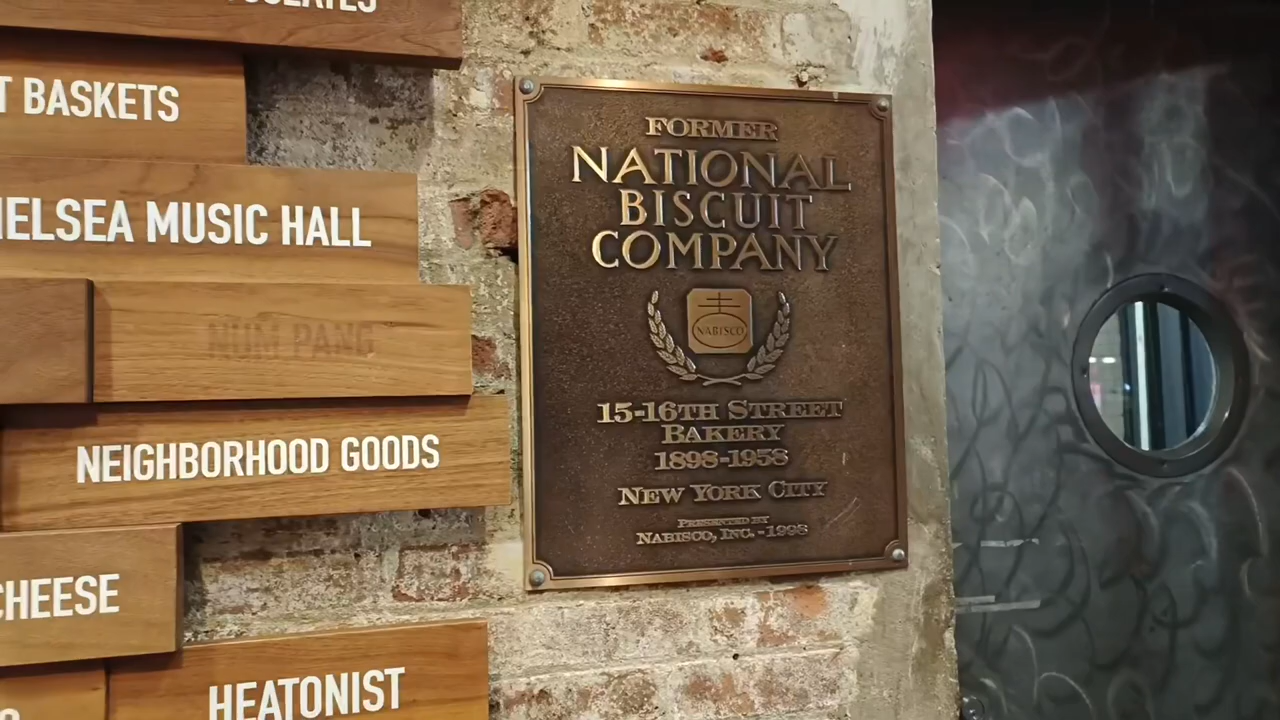 T BASKETS
HELSEA MUSIC HALL
NUM PANG
NEIGHBORHOOD GOODS
CHEESE
HEATONIST
FORMER
NATIONAL
BISCUIT
COMPANY
NABISCO
15-16TH STREET
BAKERY
1898-1958
NEW YORK CITY
PRESENTED BY
NABISCO, INC. - 1998